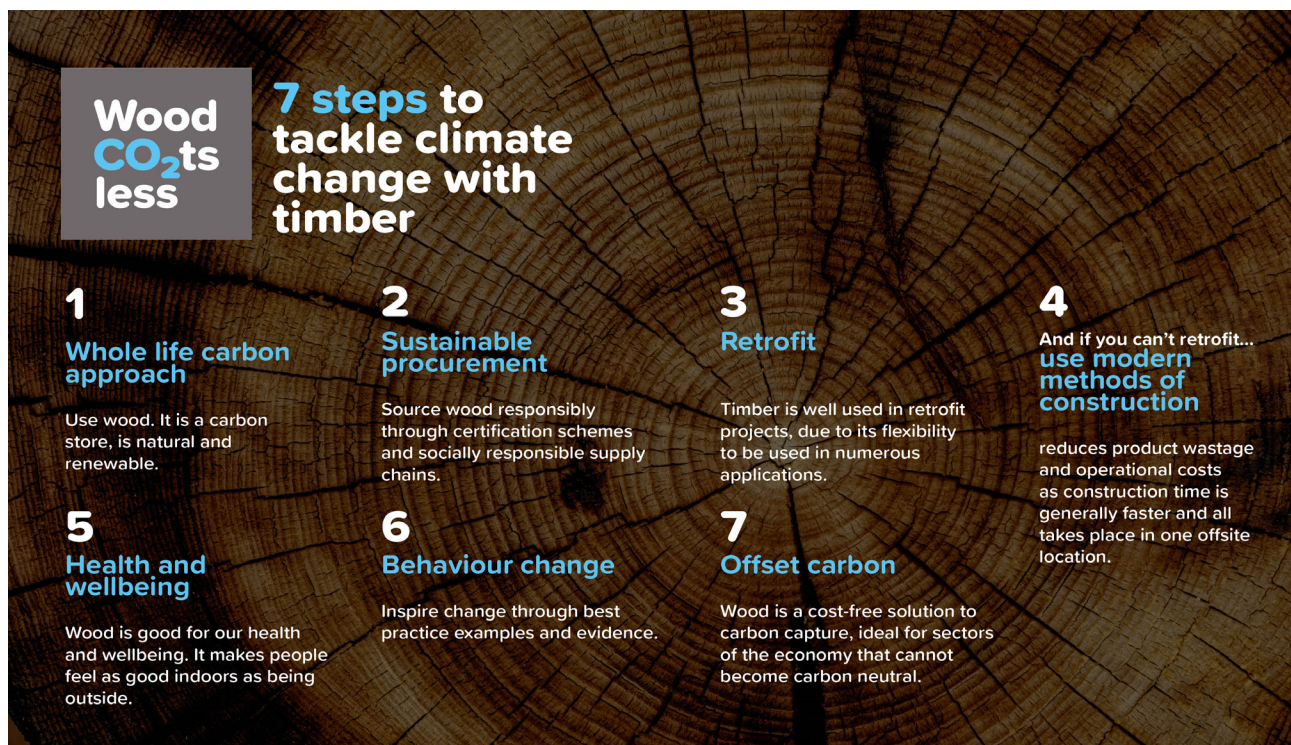 Wood
CO₂ts
less
7 steps to
tackle climate
change with
timber
1
Whole life carbon
approach
Use wood. It is a carbon
store, is natural and
renewable.
2
Sustainable
procurement
Source wood responsibly
through certification schemes
and socially responsible supply
chains.
3
Retrofit
Timber is well used in retrofit
projects, due to its flexibility
to be used in numerous
applications.
4
And if you can’t retrofit...
use modern
methods of
construction
reduces product wastage
and operational costs
as construction time is
generally faster and all
takes place in one offsite
location.
5
Health and
wellbeing
Wood is good for our health
and wellbeing. It makes people
feel as good indoors as being
outside.
6
Behaviour change
Inspire change through best
practice examples and evidence.
7
Offset carbon
Wood is a cost-free solution to
carbon capture, ideal for sectors
of the economy that cannot
become carbon neutral.